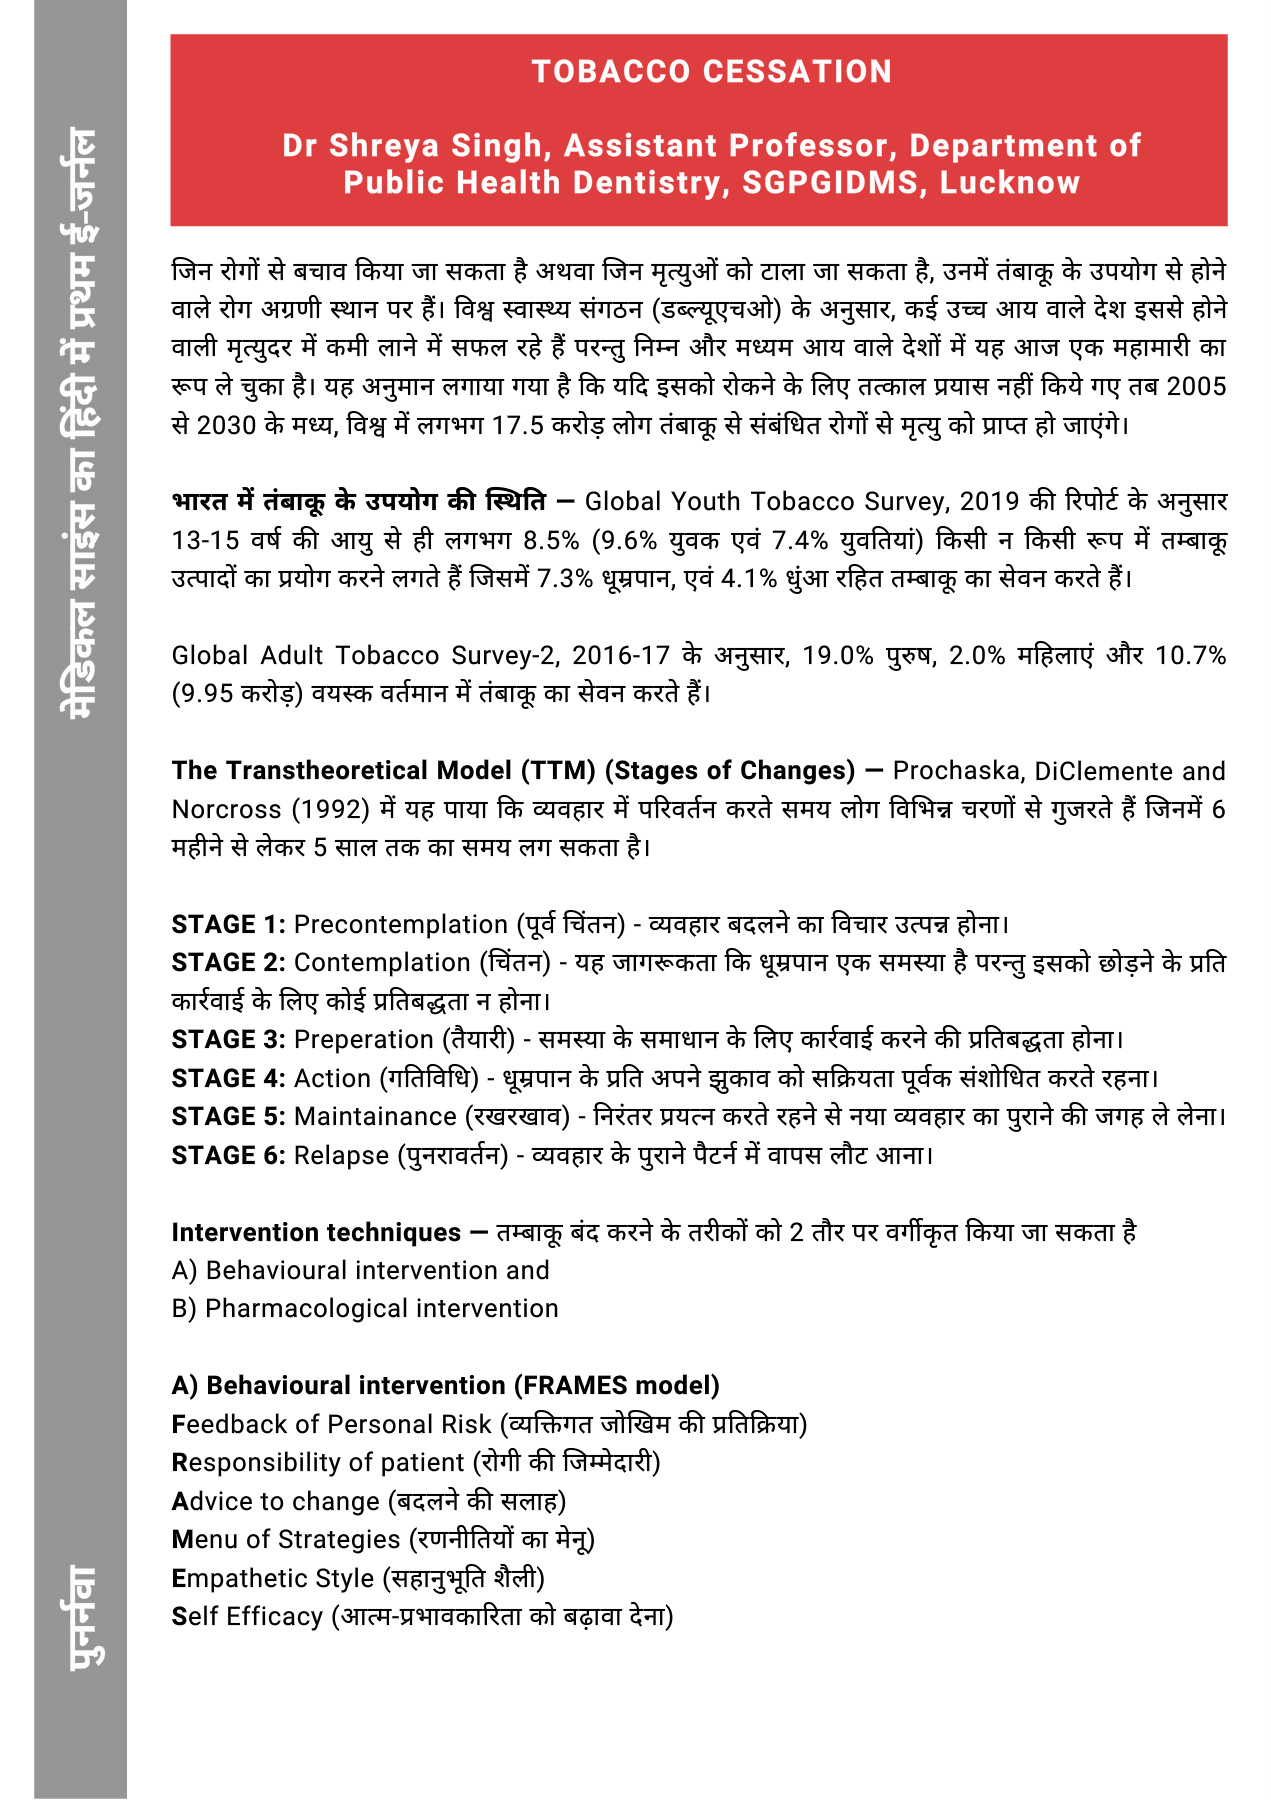 TOBACCO CESSATION
Dr Shreya Singh, Assistant Professor, Department of
Public Health Dentistry, SGPGIDMS, Lucknow
जिन रोगों से बचाव किया जा सकता है अथवा जिन मृत्युओं को टाला जा सकता है, उनमें तंबाकू के उपयोग से होने
वाले रोग अग्रणी स्थान पर हैं। विश्व स्वास्थ्य संगठन (डब्ल्यूएचओ) के अनुसार, कई उच्च आय वाले देश इससे होने
वाली मृत्युदर में कमी लाने में सफल रहे हैं परन्तु निम्न और मध्यम आय वाले देशों में यह आज एक महामारी का
रूप ले चुका है। यह अनुमान लगाया गया है कि यदि इसको रोकने के लिए तत्काल प्रयास नहीं किये गए तब 2005
से 2030 के मध्य, विश्व में लगभग 17.5 करोड़ लोग तंबाकू से संबंधित रोगों से मृत्यु को प्राप्त हो जाएंगे।
भारत में तंबाकू के उपयोग की स्थिति — Global Youth Tobacco Survey, 2019 की रिपोर्ट के अनुसार
13-15 वर्ष की आयु से ही लगभग 8.5% (9.6% युवक एवं 7.4% युवतियां) किसी न किसी रूप में तम्बाकू
उत्पादों का प्रयोग करने लगते हैं जिसमें 7.3% धूम्रपान, एवं 4.1% धुंआ रहित तम्बाकू का सेवन करते हैं।
Global Adult Tobacco Survey-2, 2016-17 के अनुसार, 19.0% पुरुष, 2.0% महिलाएं और 10.7%
(9.95 करोड़) वयस्क वर्तमान में तंबाकू का सेवन करते हैं।
The Transtheoretical Model (TTM) (Stages of Changes) — Prochaska, DiClemente and
Norcross (1992) में यह पाया कि व्यवहार में परिवर्तन करते समय लोग विभिन्न चरणों से गुजरते हैं जिनमें 6
महीने से लेकर 5 साल तक का समय लग सकता है।
STAGE 1: Precontemplation (पूर्व चिंतन) - व्यवहार बदलने का विचार उत्पन्न होना।
STAGE 2: Contemplation (चिंतन) - यह जागरूकता कि धूम्रपान एक समस्या है परन्तु इसको छोड़ने के प्रति
कार्रवाई के लिए कोई प्रतिबद्धता न होना।
STAGE 3: Preperation (तैयारी) - समस्या के समाधान के लिए कार्रवाई करने की प्रतिबद्धता होना।
STAGE 4: Action (गतिविधि) - धूम्रपान के प्रति अपने झुकाव को सक्रियता पूर्वक संशोधित करते रहना।
STAGE 5: Maintainance (रखरखाव) - निरंतर प्रयत्न करते रहने से नया व्यवहार का पुराने की जगह ले लेना।
STAGE 6: Relapse (पुनरावर्तन) - व्यवहार के पुराने पैटर्न में वापस लौट आना।
Intervention techniques — तम्बाकू बंद करने के तरीकों को 2 तौर पर वर्गीकृत किया जा सकता है
A) Behavioural intervention and
B) Pharmacological intervention
A) Behavioural intervention (FRAMES model)
Feedback of Personal Risk (व्यक्तिगत जोखिम की प्रतिक्रिया)
Responsibility of patient (रोगी की जिम्मेदारी)
Advice to change (बदलने की सलाह)
Menu of Strategies (रणनीतियों का मेनू)
Empathetic Style (सहानुभूति शैली)
Self Efficacy (आत्म-प्रभावकारिता को बढ़ावा देना)
पुनर्नवा
मेडिकल साइंस का हिंदी में प्रथम ई-जर्नल